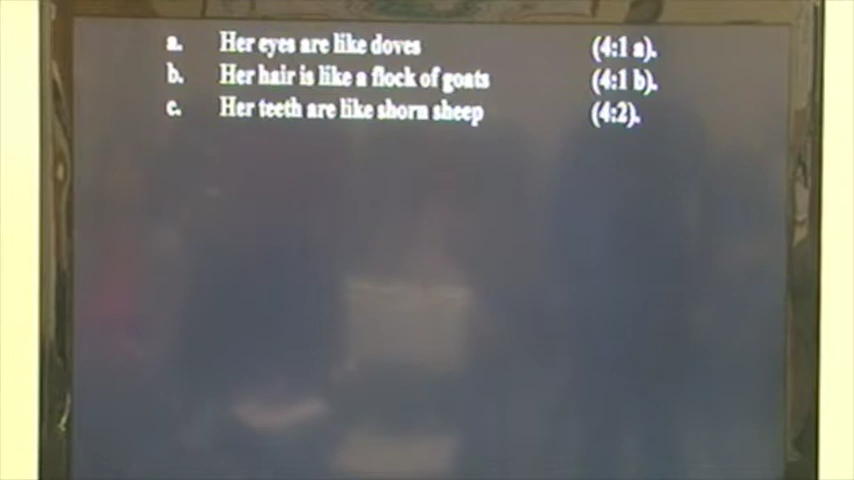 a. Her eyes are like doves (4:1 a).
b. Her hair is like a flock of goats (4:1 b).
c. Her teeth are like shorn sheep (4:2).